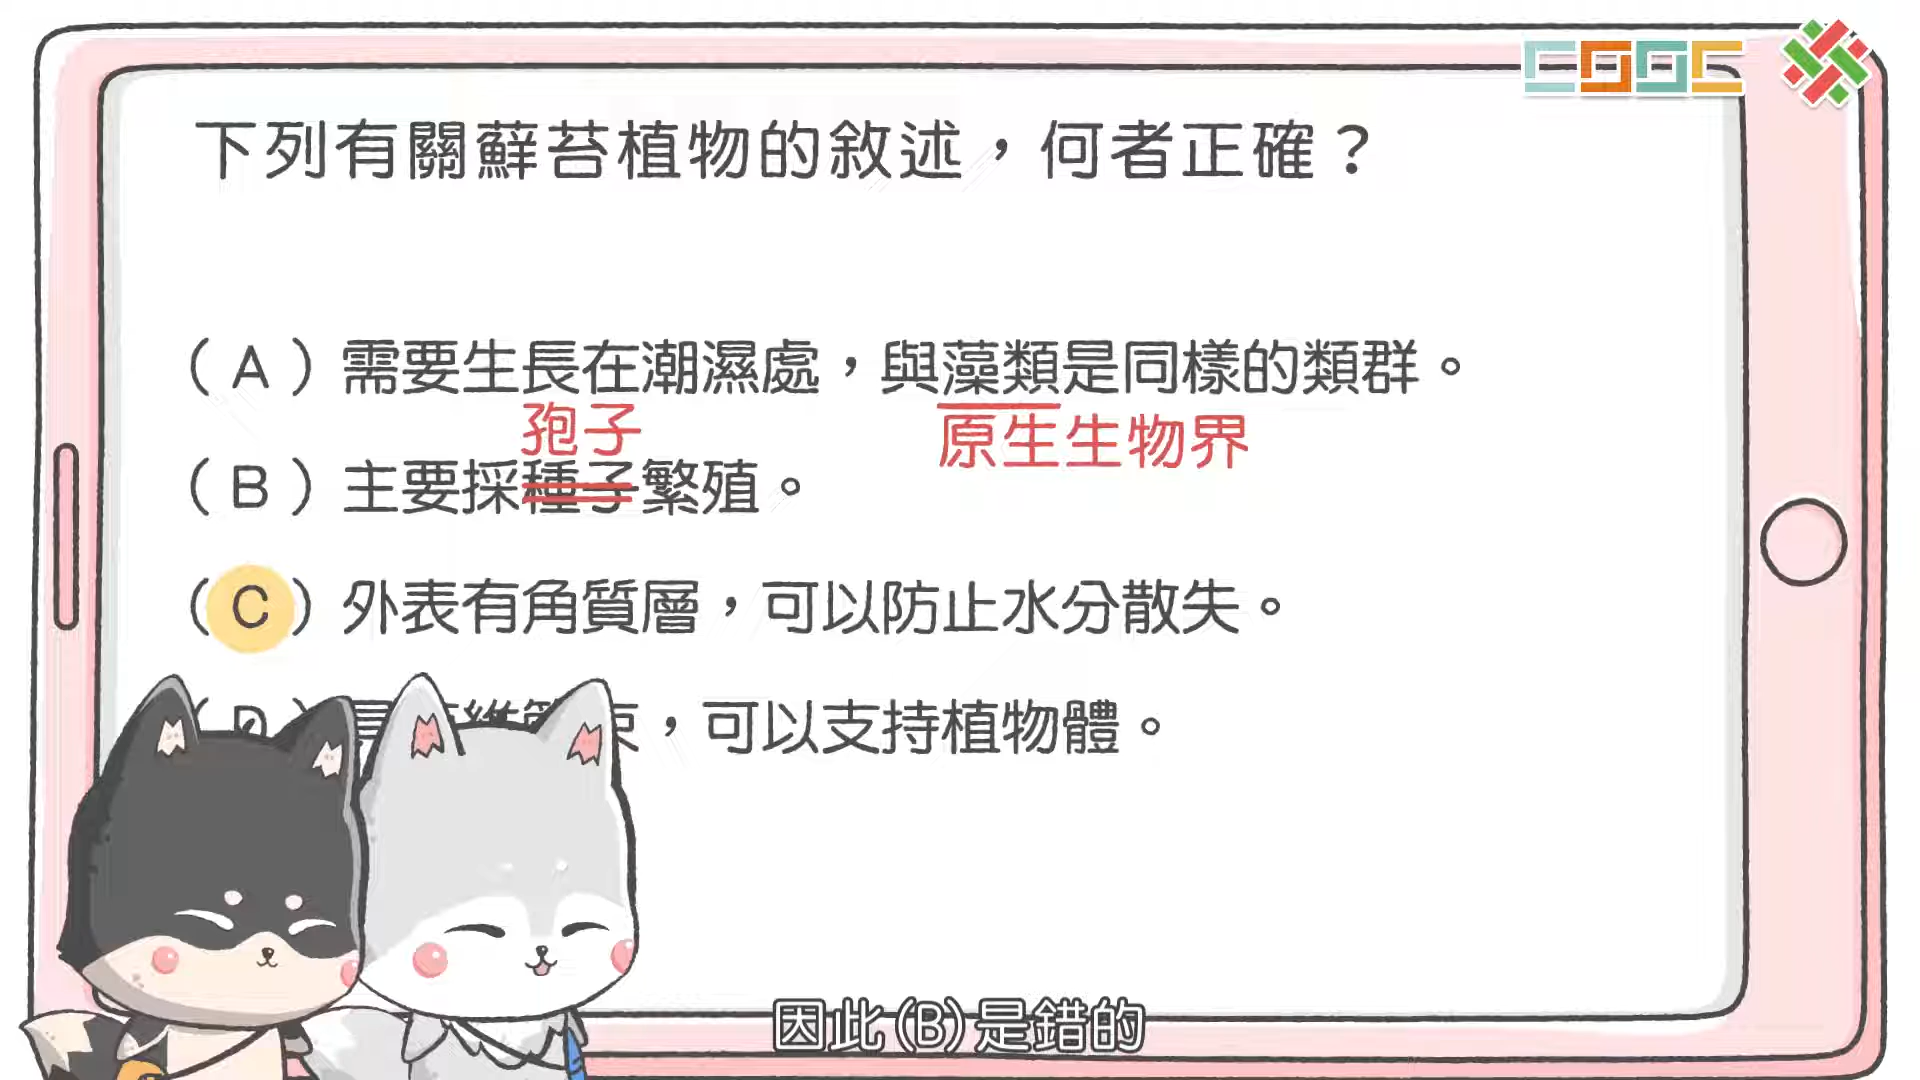 下列有關蘚苔植物的敘述，何者正確？
（A）需要生長在潮濕處，與藻類是同樣的類群。
孢子
原生生物界
（B）主要採種子繁殖。
（C）外表有角質層，可以防止水分散失。
束，可以支持植物體。
因此(B)是錯的